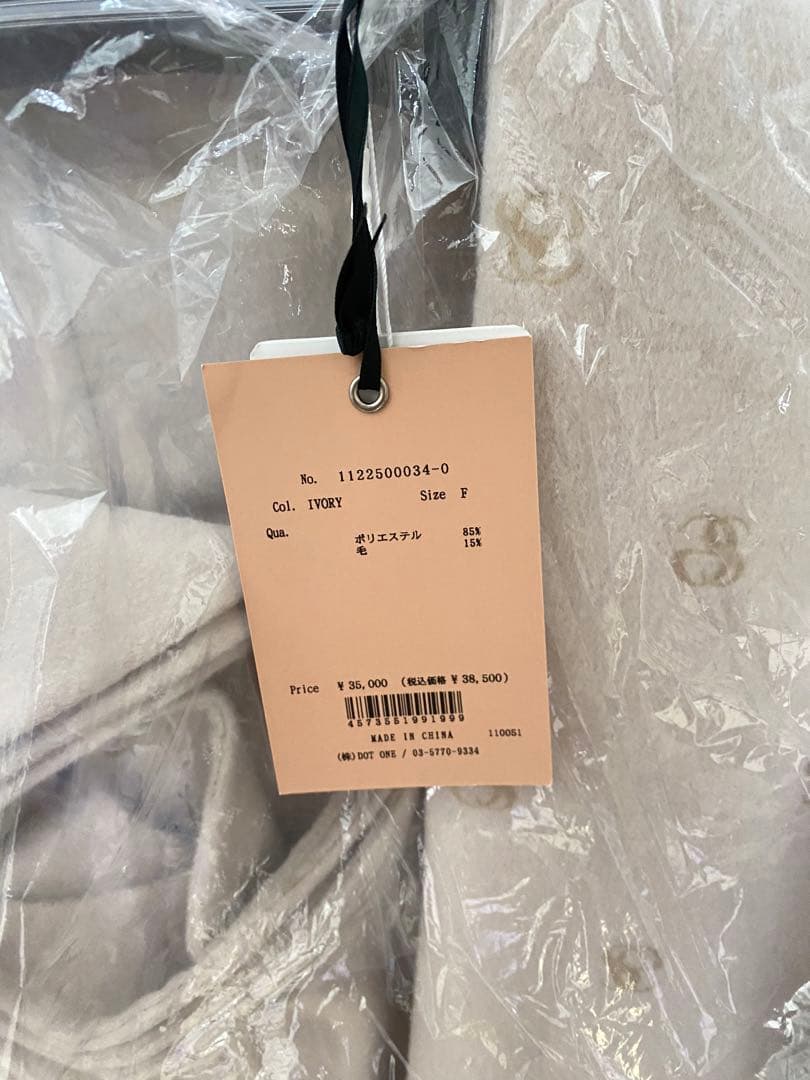 No. 1122500034-0
Col. IVORY Size F
Qua. ポリエステル 85%
毛 15%
Price ¥35,000 (税込価格 ¥38,500)
4573551991999
MADE IN CHINA 110051
(株)DOT ONE / 03-5770-9334